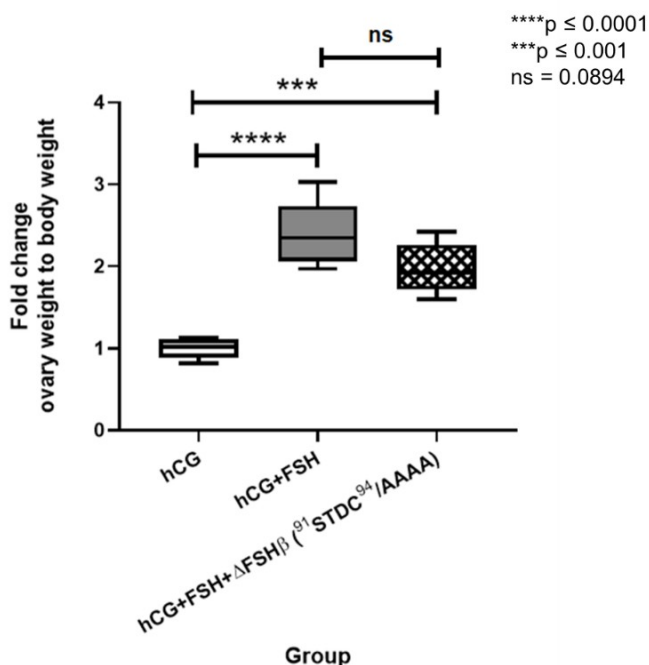 ns
****p ≤ 0.0001
***p ≤ 0.001
ns = 0.0894
***
****
Fold change
ovary weight to body weight
4
3
2
1
0
hCG
hCG+FSH
hCG+FSH+ΔFSHβ (⁹¹STDC⁹⁴/AAAA)
Group